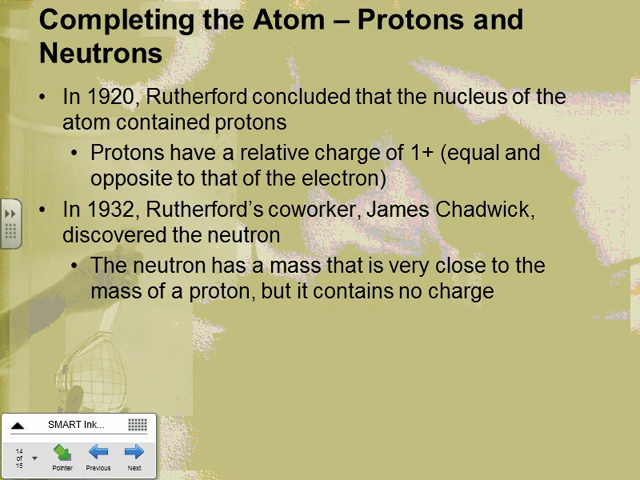 Completing the Atom – Protons and
Neutrons
• In 1920, Rutherford concluded that the nucleus of the
atom contained protons
• Protons have a relative charge of 1+ (equal and
opposite to that of the electron)
• In 1932, Rutherford’s coworker, James Chadwick,
discovered the neutron
• The neutron has a mass that is very close to the
mass of a proton, but it contains no charge
SMART Ink...
14
of
15
Pointer Previous Next